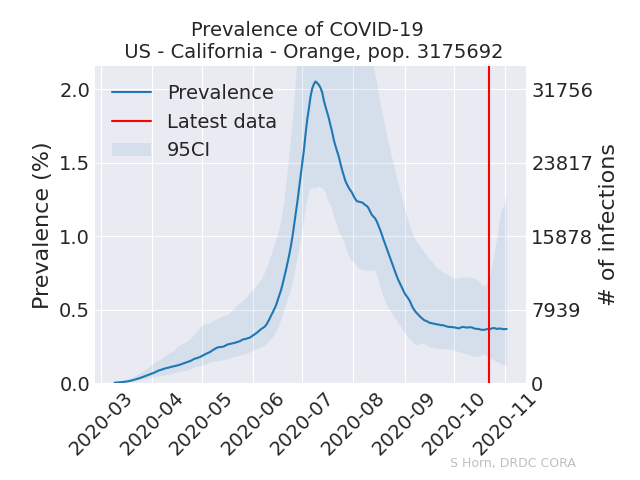 Prevalence of COVID-19
US - California - Orange, pop. 3175692
Prevalence (%)
2.0
1.5
1.0
0.5
0.0
Prevalence
Latest data
95CI
31756
23817
15878
7939
0
# of infections
2020-03
2020-04
2020-05
2020-06
2020-07
2020-08
2020-09
2020-10
2020-11
S Horn, DRDC CORA